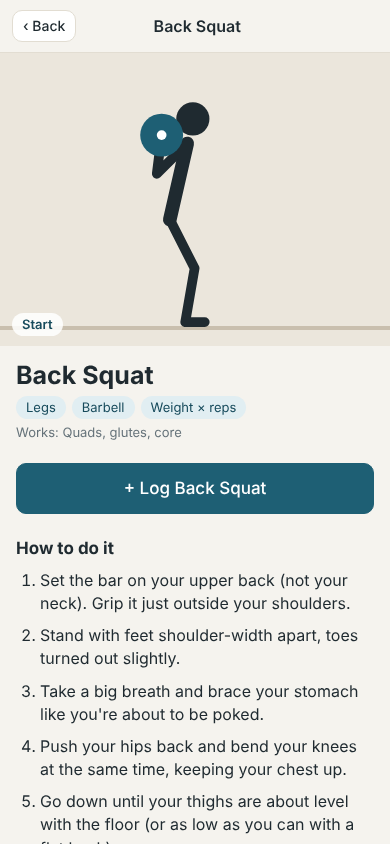 ‹ Back
Back Squat
Start
Back Squat
Legs
Barbell
Weight × reps
Works: Quads, glutes, core
+ Log Back Squat
How to do it
1. Set the bar on your upper back (not your
neck). Grip it just outside your shoulders.
2. Stand with feet shoulder-width apart, toes
turned out slightly.
3. Take a big breath and brace your stomach
like you're about to be poked.
4. Push your hips back and bend your knees
at the same time, keeping your chest up.
5. Go down until your thighs are about level
with the floor (or as low as you can with a